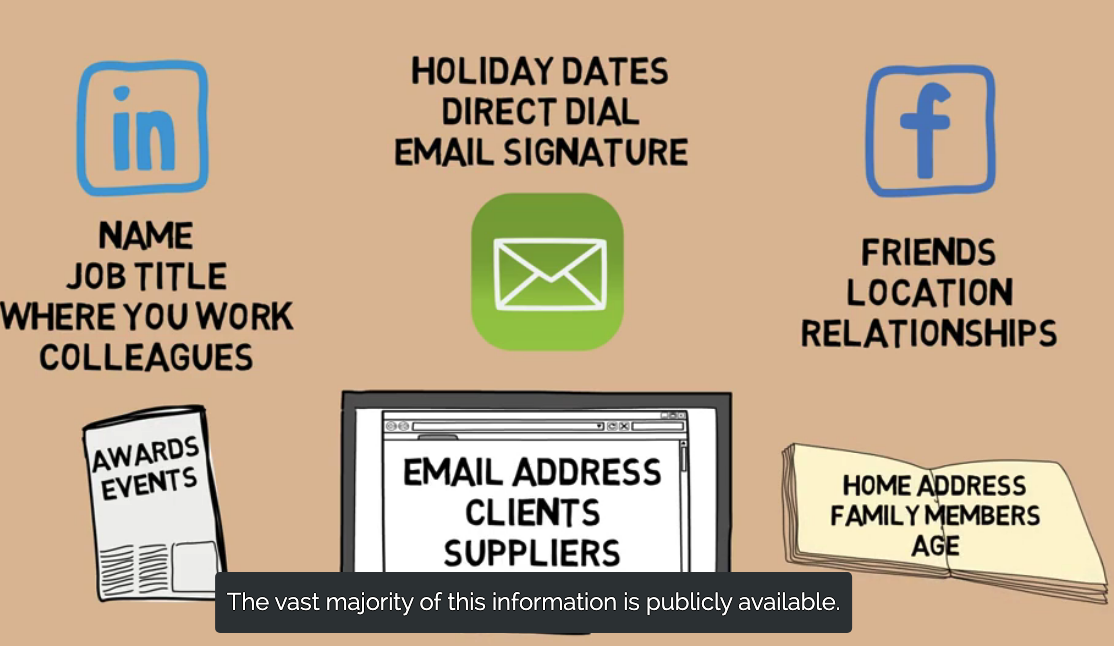 in
HOLIDAY DATES
DIRECT DIAL
EMAIL SIGNATURE
f
NAME
JOB TITLE
WHERE YOU WORK
COLLEAGUES
FRIENDS
LOCATION
RELATIONSHIPS
AWARDS
EVENTS
EMAIL ADDRESS
CLIENTS
SUPPLIERS
HOME ADDRESS
FAMILY MEMBERS
AGE
The vast majority of this information is publicly available.